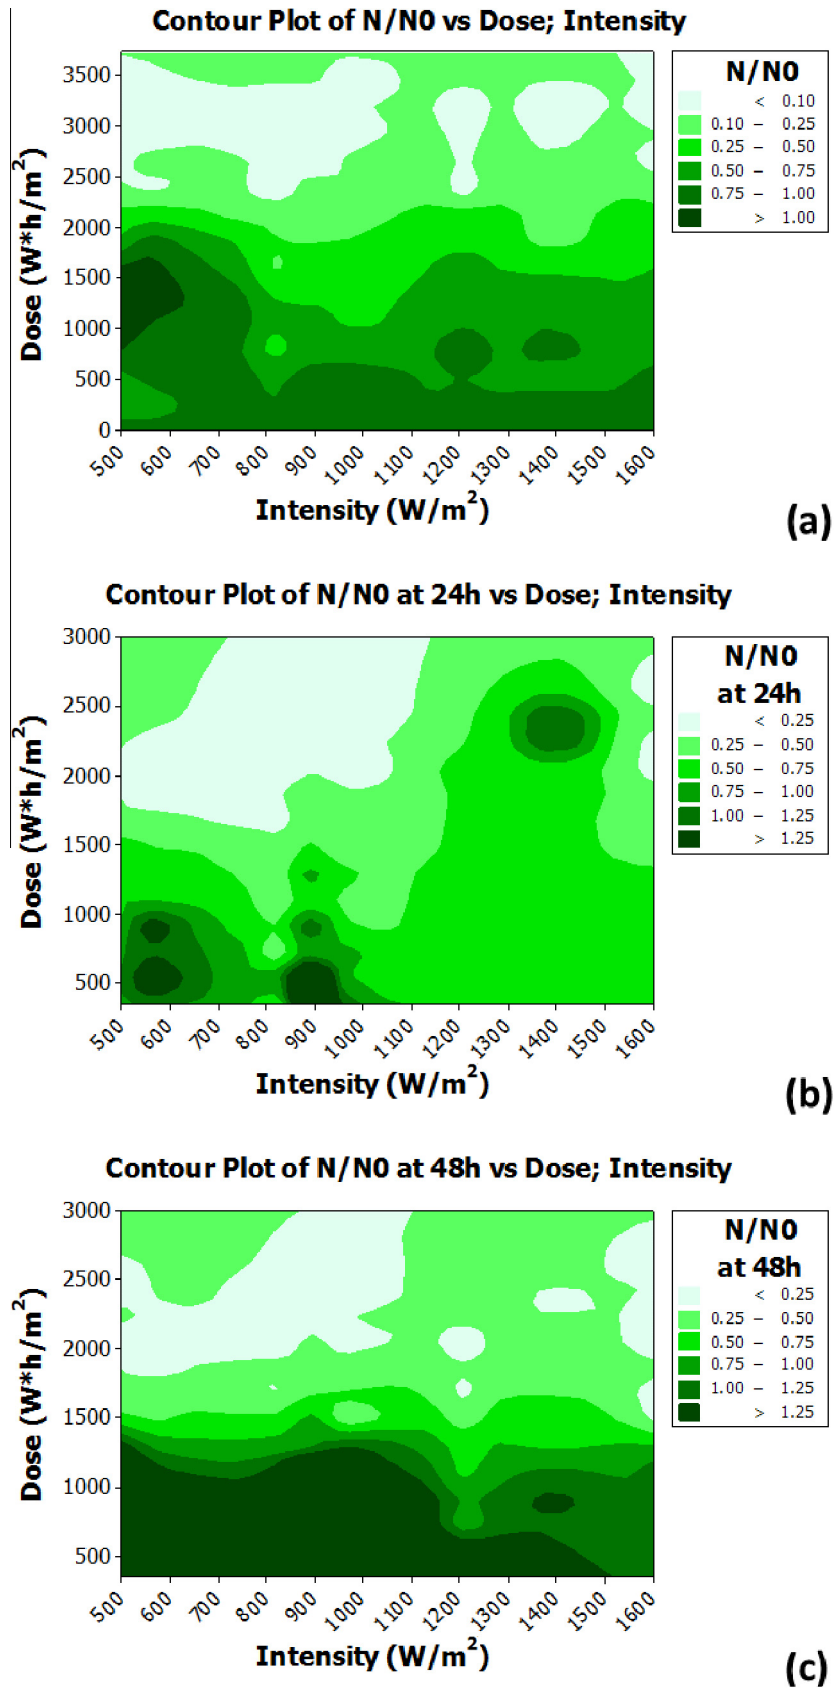 Contour Plot of N/N0 vs Dose; Intensity
Dose (W*h/m²)
3500
3000
2500
2000
1500
1000
500
0
500 600 700 800 900 1000 1100 1200 1300 1400 1500 1600
Intensity (W/m²)
N/N0
< 0.10
0.10 – 0.25
0.25 – 0.50
0.50 – 0.75
0.75 – 1.00
> 1.00
(a)
Contour Plot of N/N0 at 24h vs Dose; Intensity
Dose (W*h/m²)
3000
2500
2000
1500
1000
500
500 600 700 800 900 1000 1100 1200 1300 1400 1500 1600
Intensity (W/m²)
N/N0
at 24h
< 0.25
0.25 – 0.50
0.50 – 0.75
0.75 – 1.00
1.00 – 1.25
> 1.25
(b)
Contour Plot of N/N0 at 48h vs Dose; Intensity
Dose (W*h/m²)
3000
2500
2000
1500
1000
500
500 600 700 800 900 1000 1100 1200 1300 1400 1500 1600
Intensity (W/m²)
N/N0
at 48h
< 0.25
0.25 – 0.50
0.50 – 0.75
0.75 – 1.00
1.00 – 1.25
> 1.25
(c)